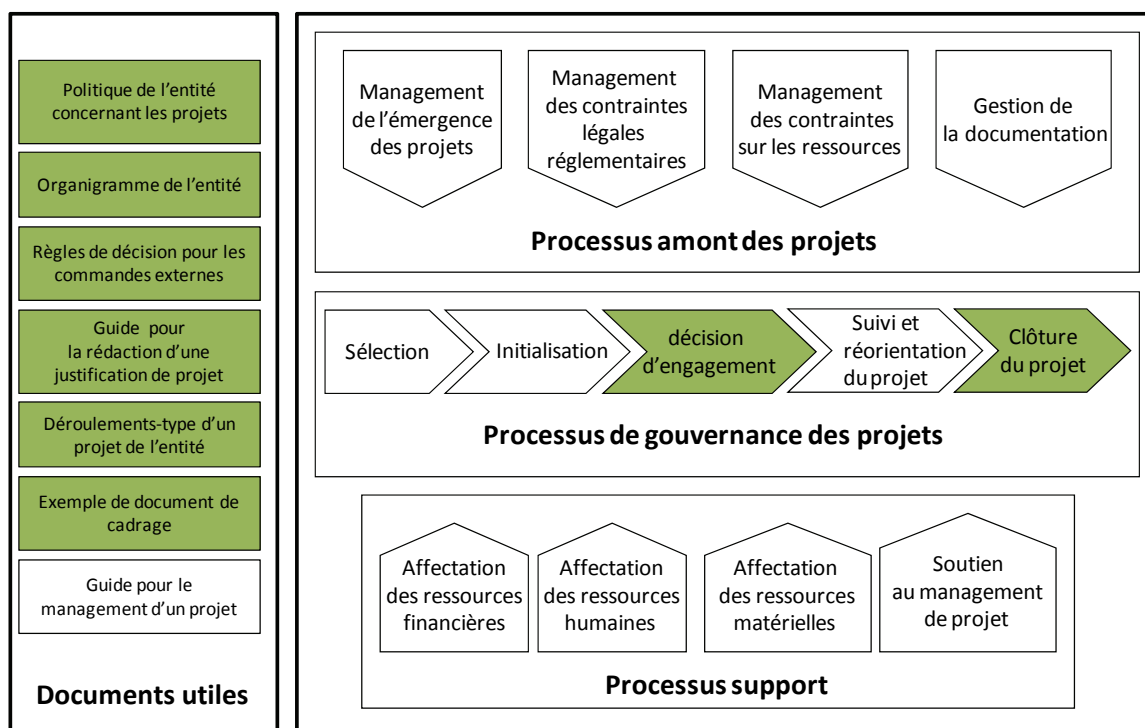 Politique de l'entité
concernant les projets
Organigramme de l'entité
Règles de décision pour les
commandes externes
Guide pour
la rédaction d'une
justification de projet
Déroulements-type d'un
projet de l'entité
Exemple de document de
cadrage
Guide pour le
management d'un projet
Documents utiles
Management
de l'émergence
des projets
Management
des contraintes
légales
réglementaires
Management
des contraintes
sur les ressources
Gestion de
la documentation
Processus amont des projets
Sélection
Initialisation
décision
d'engagement
Suivi et
réorientation
du projet
Clôture
du projet
Processus de gouvernance des projets
Affectation
des ressources
financières
Affectation
des ressources
humaines
Affectation
des ressources
matérielles
Soutien
au management
de projet
Processus support